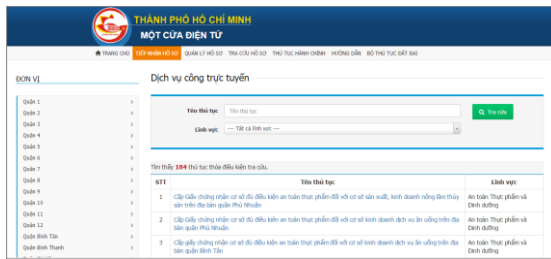 THÀNH PHỐ HỒ CHÍ MINH
MỘT CỬA ĐIỆN TỬ
TRANG CHỦ TIẾP NHẬN HỒ SƠ QUẢN LÝ HỒ SƠ TRA CỨU HỒ SƠ THỦ TỤC HÀNH CHÍNH HƯỚNG DẪN BỘ THỦ TỤC ĐẤT ĐAI
ĐƠN VỊ
Quận 1
Quận 2
Quận 3
Quận 4
Quận 5
Quận 6
Quận 7
Quận 8
Quận 9
Quận 10
Quận 11
Quận 12
Quận Bình Tân
Quận Bình Thạnh
Dịch vụ công trực tuyến
Tên thủ tục Tên thủ tục Tra cứu
Lĩnh vực --- Tất cả lĩnh vực ---
Tìm thấy 184 thủ tục thỏa điều kiện tra cứu.
STT Tên thủ tục Lĩnh vực
1 Cấp Giấy chứng nhận cơ sở đủ điều kiện an toàn thực phẩm đối với cơ sở sản xuất, kinh doanh nông lâm thủy An toàn Thực phẩm và
sản trên địa bàn quận Phú Nhuận Dinh dưỡng
2 Cấp Giấy chứng nhận cơ sở đủ điều kiện an toàn thực phẩm đối với cơ sở kinh doanh dịch vụ ăn uống trên địa An toàn Thực phẩm và
bàn quận Phú Nhuận Dinh dưỡng
3 Cấp giấy chứng nhận cơ sở đủ điều kiện an toàn thực phẩm đối với cơ sở kinh doanh dịch vụ ăn uống trên địa An toàn Thực phẩm và
bàn quận Bình Tân Dinh dưỡng